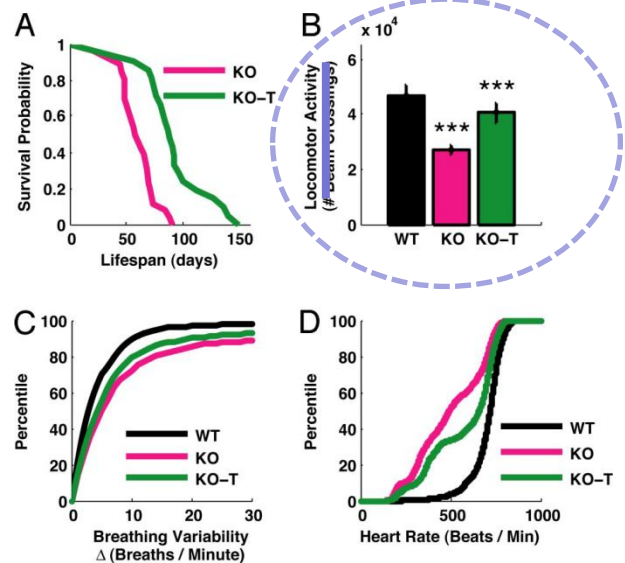 A
Survival Probability
1
0.8
0.6
0.4
0.2
0
0
50
100
150
Lifespan (days)
KO
KO–T
B
x 10⁴
Locomotor Activity
(# Crossings)
6
4
2
0
***
***
WT
KO
KO–T
C
Percentile
100
80
60
40
20
0
0
10
20
30
Breathing Variability
Δ (Breaths / Minute)
WT
KO
KO–T
D
Percentile
100
80
60
40
20
0
0
500
1000
Heart Rate (Beats / Min)
WT
KO
KO–T